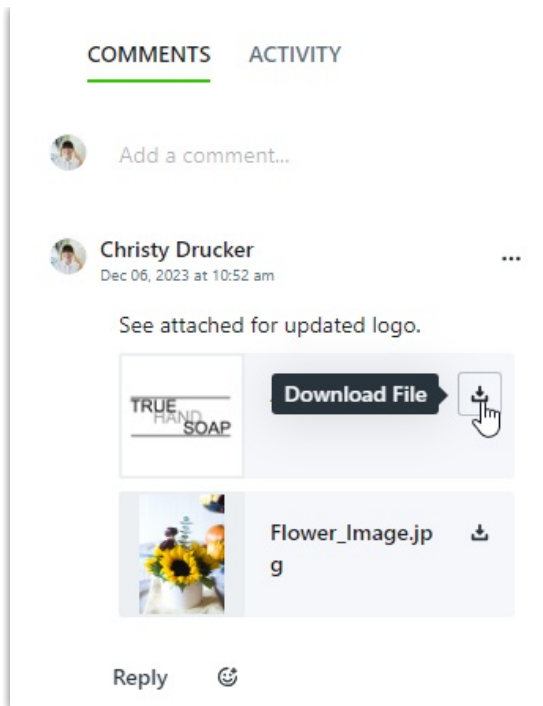 COMMENTS ACTIVITY
Add a comment...
Christy Drucker
Dec 06, 2023 at 10:52 am
See attached for updated logo.
TRUE
HAND
SOAP
Download File
Flower_Image.jp
g
Reply